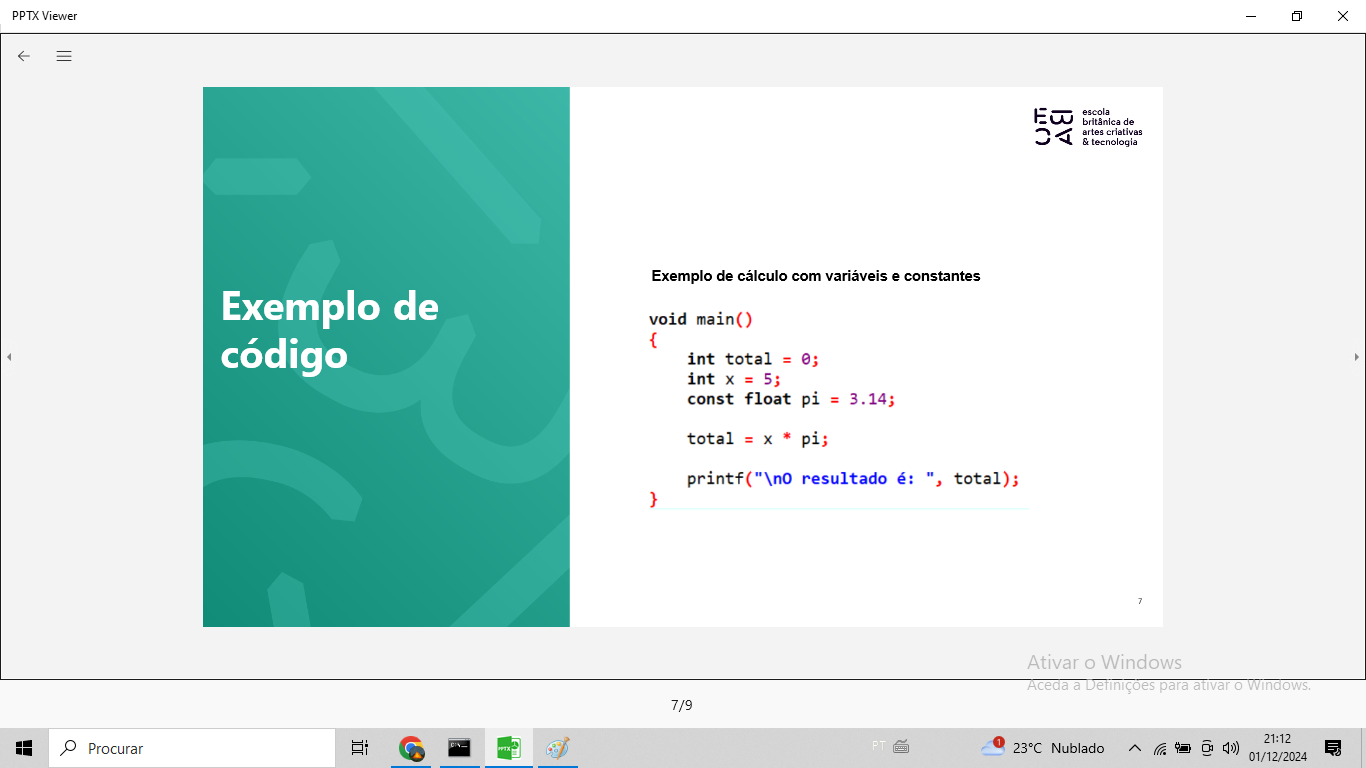 PPTX Viewer
escola
britânica de
artes criativas
& tecnologia
Exemplo de
código
Exemplo de cálculo com variáveis e constantes
void main()
{
int total = 0;
int x = 5;
const float pi = 3.14;
total = x * pi;
printf("\nO resultado é: ", total);
}
7
Ativar o Windows
Aceda a Definições para ativar o Windows.
7/9
Procurar
PPTX
PT
1
23°C Nublado
21:12
01/12/2024